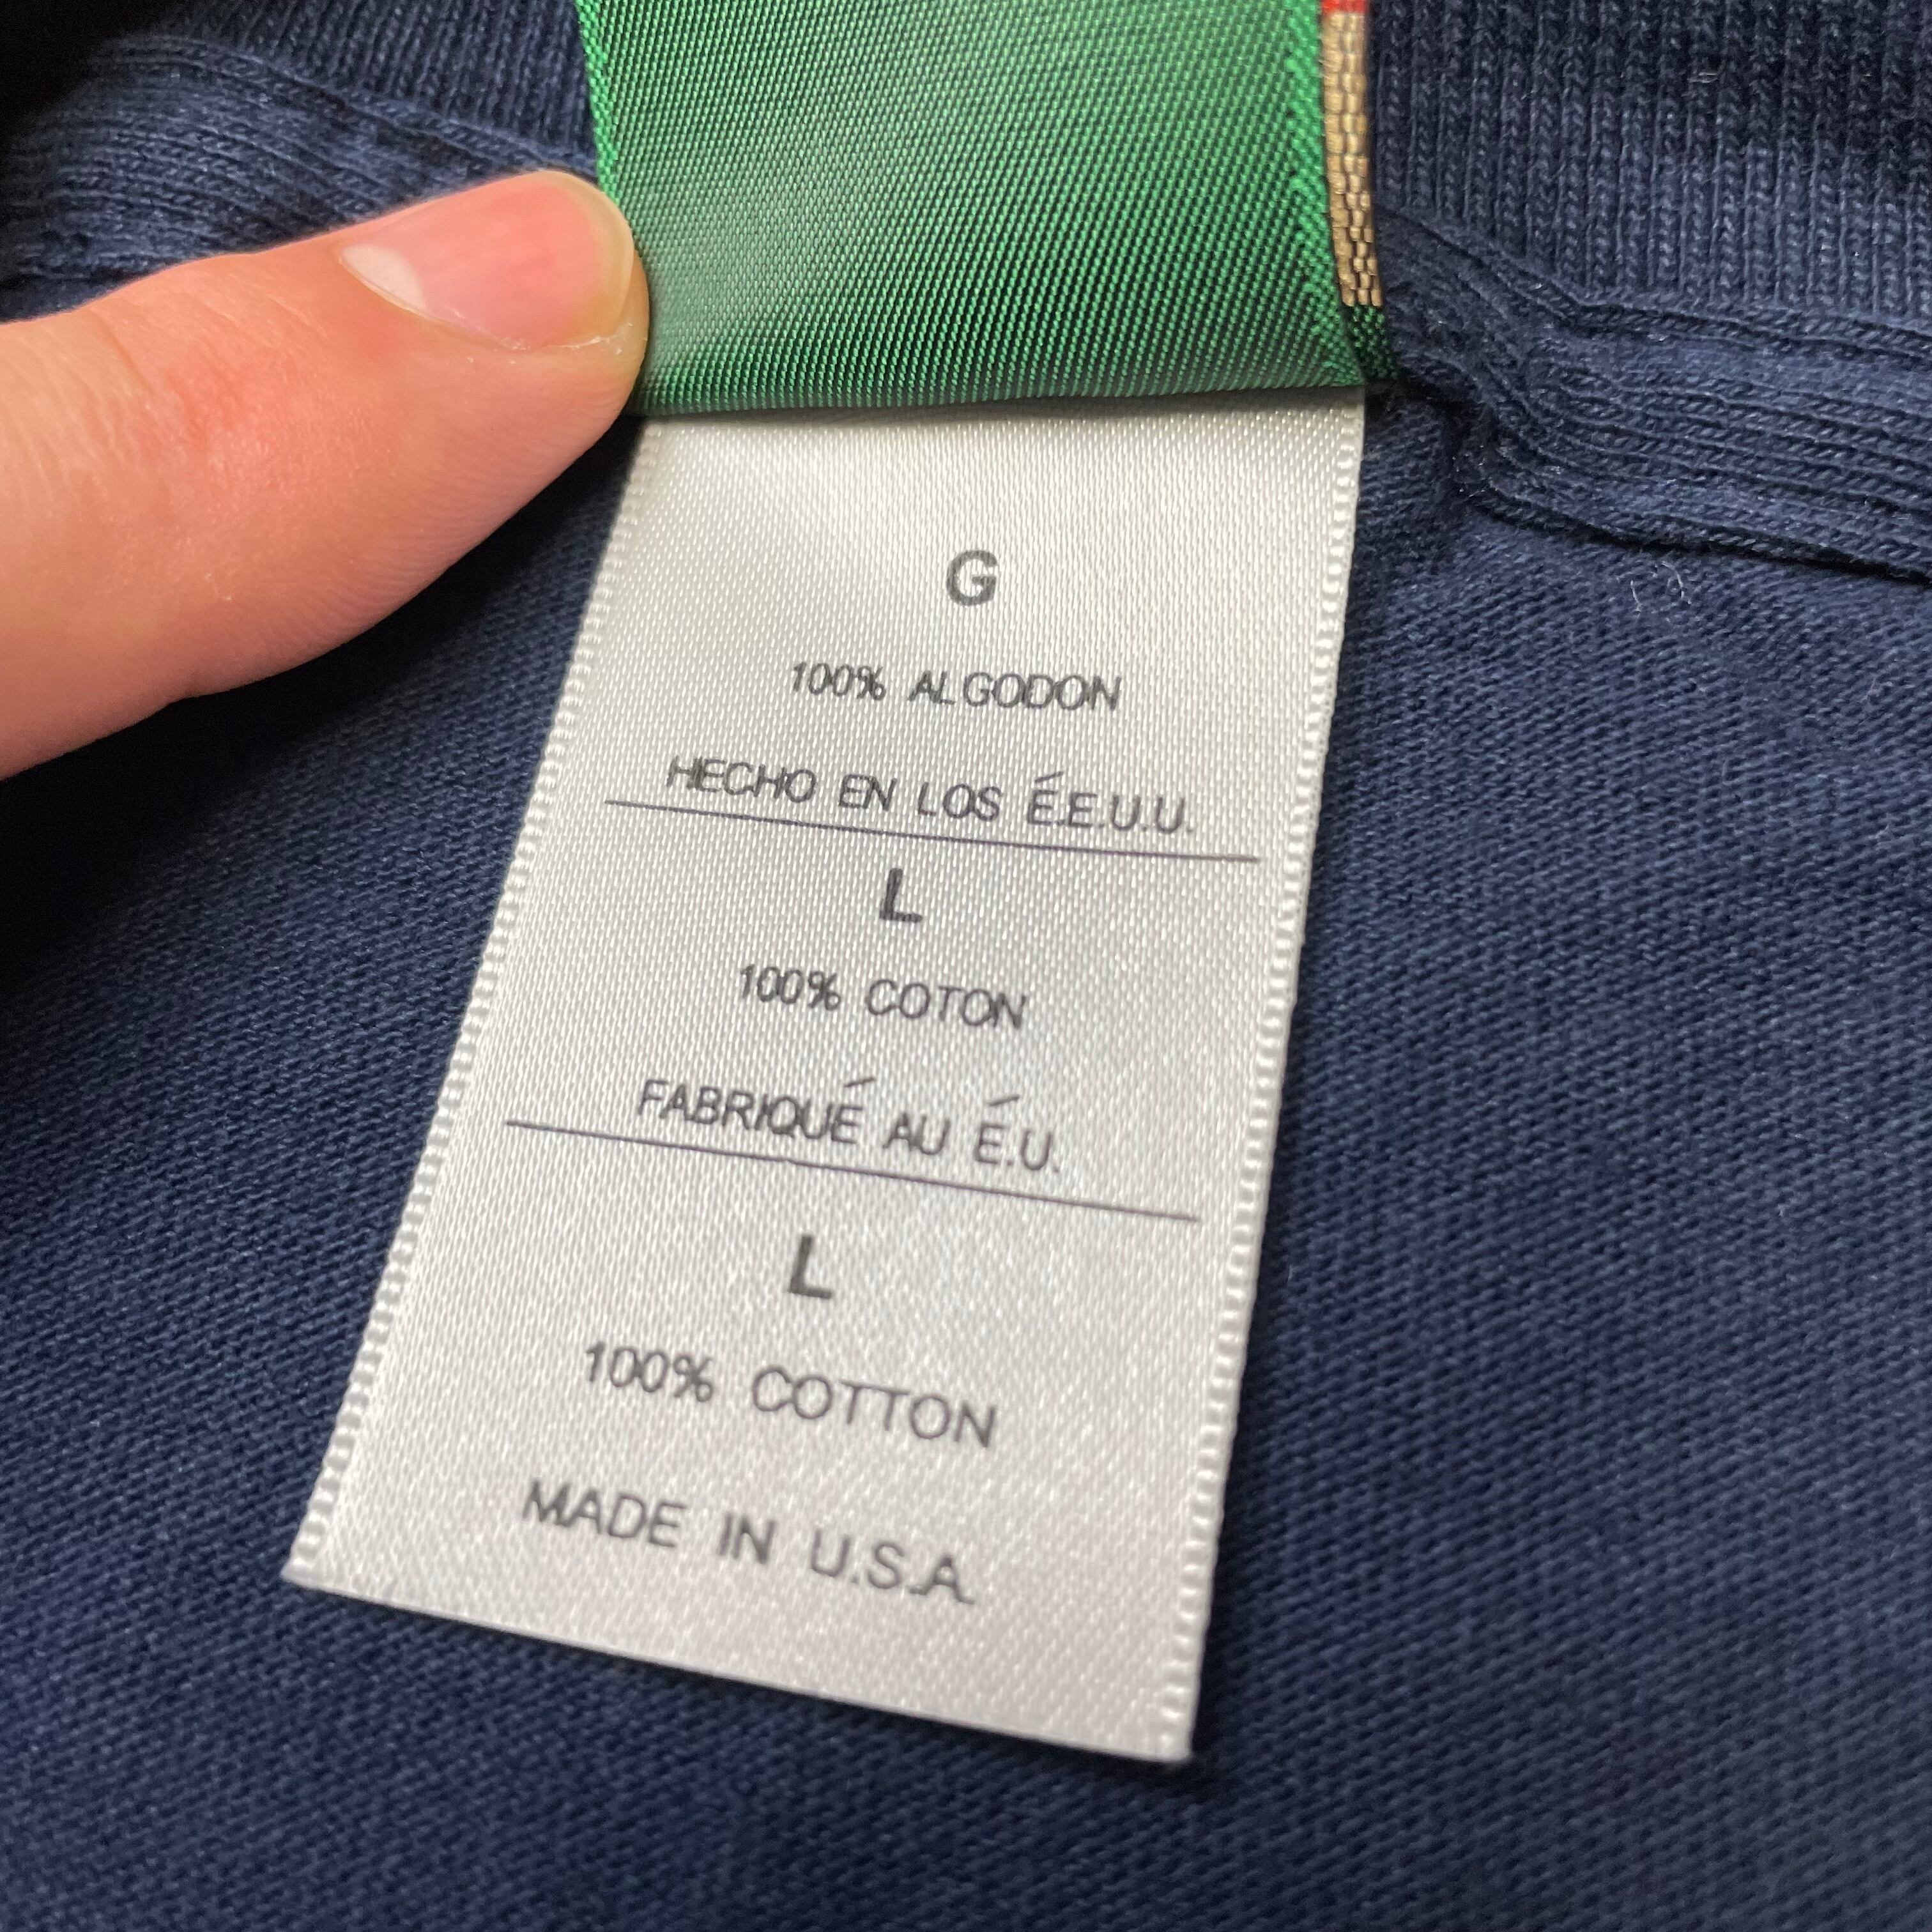 G
100% ALGODON
HECHO EN LOS É.E.U.U.
L
100% COTON
FABRIQUÉ AU É.U.
L
100% COTTON
MADE IN U.S.A.